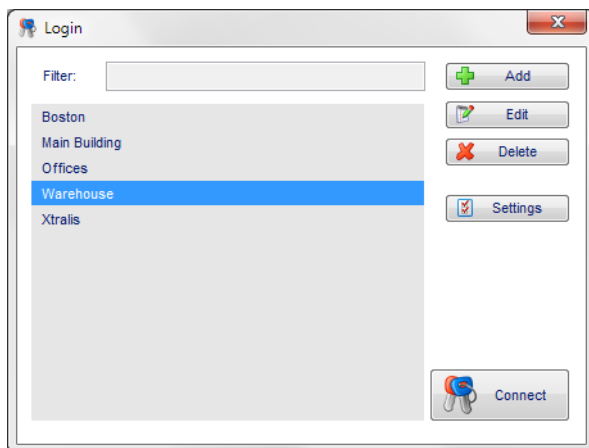 Login
Filter:
Add
Boston
Edit
Main Building
Delete
Offices
Warehouse
Settings
Xtralis
Connect